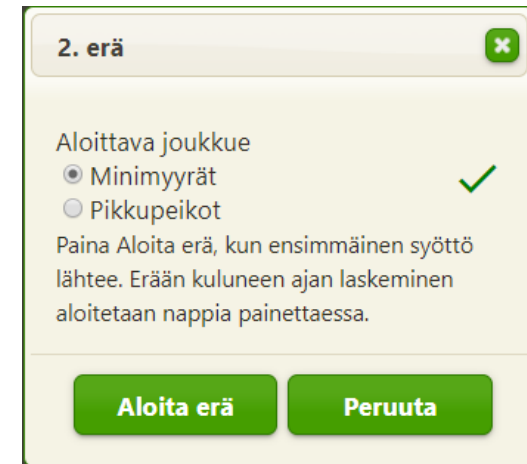 2. erä
Aloittava joukkue
Minimyyrät
Pikkupeikot
Paina Aloita erä, kun ensimmäinen syöttö
lähtee. Erään kuluneen ajan laskeminen
aloitetaan nappia painettaessa.
Aloita erä
Peruuta